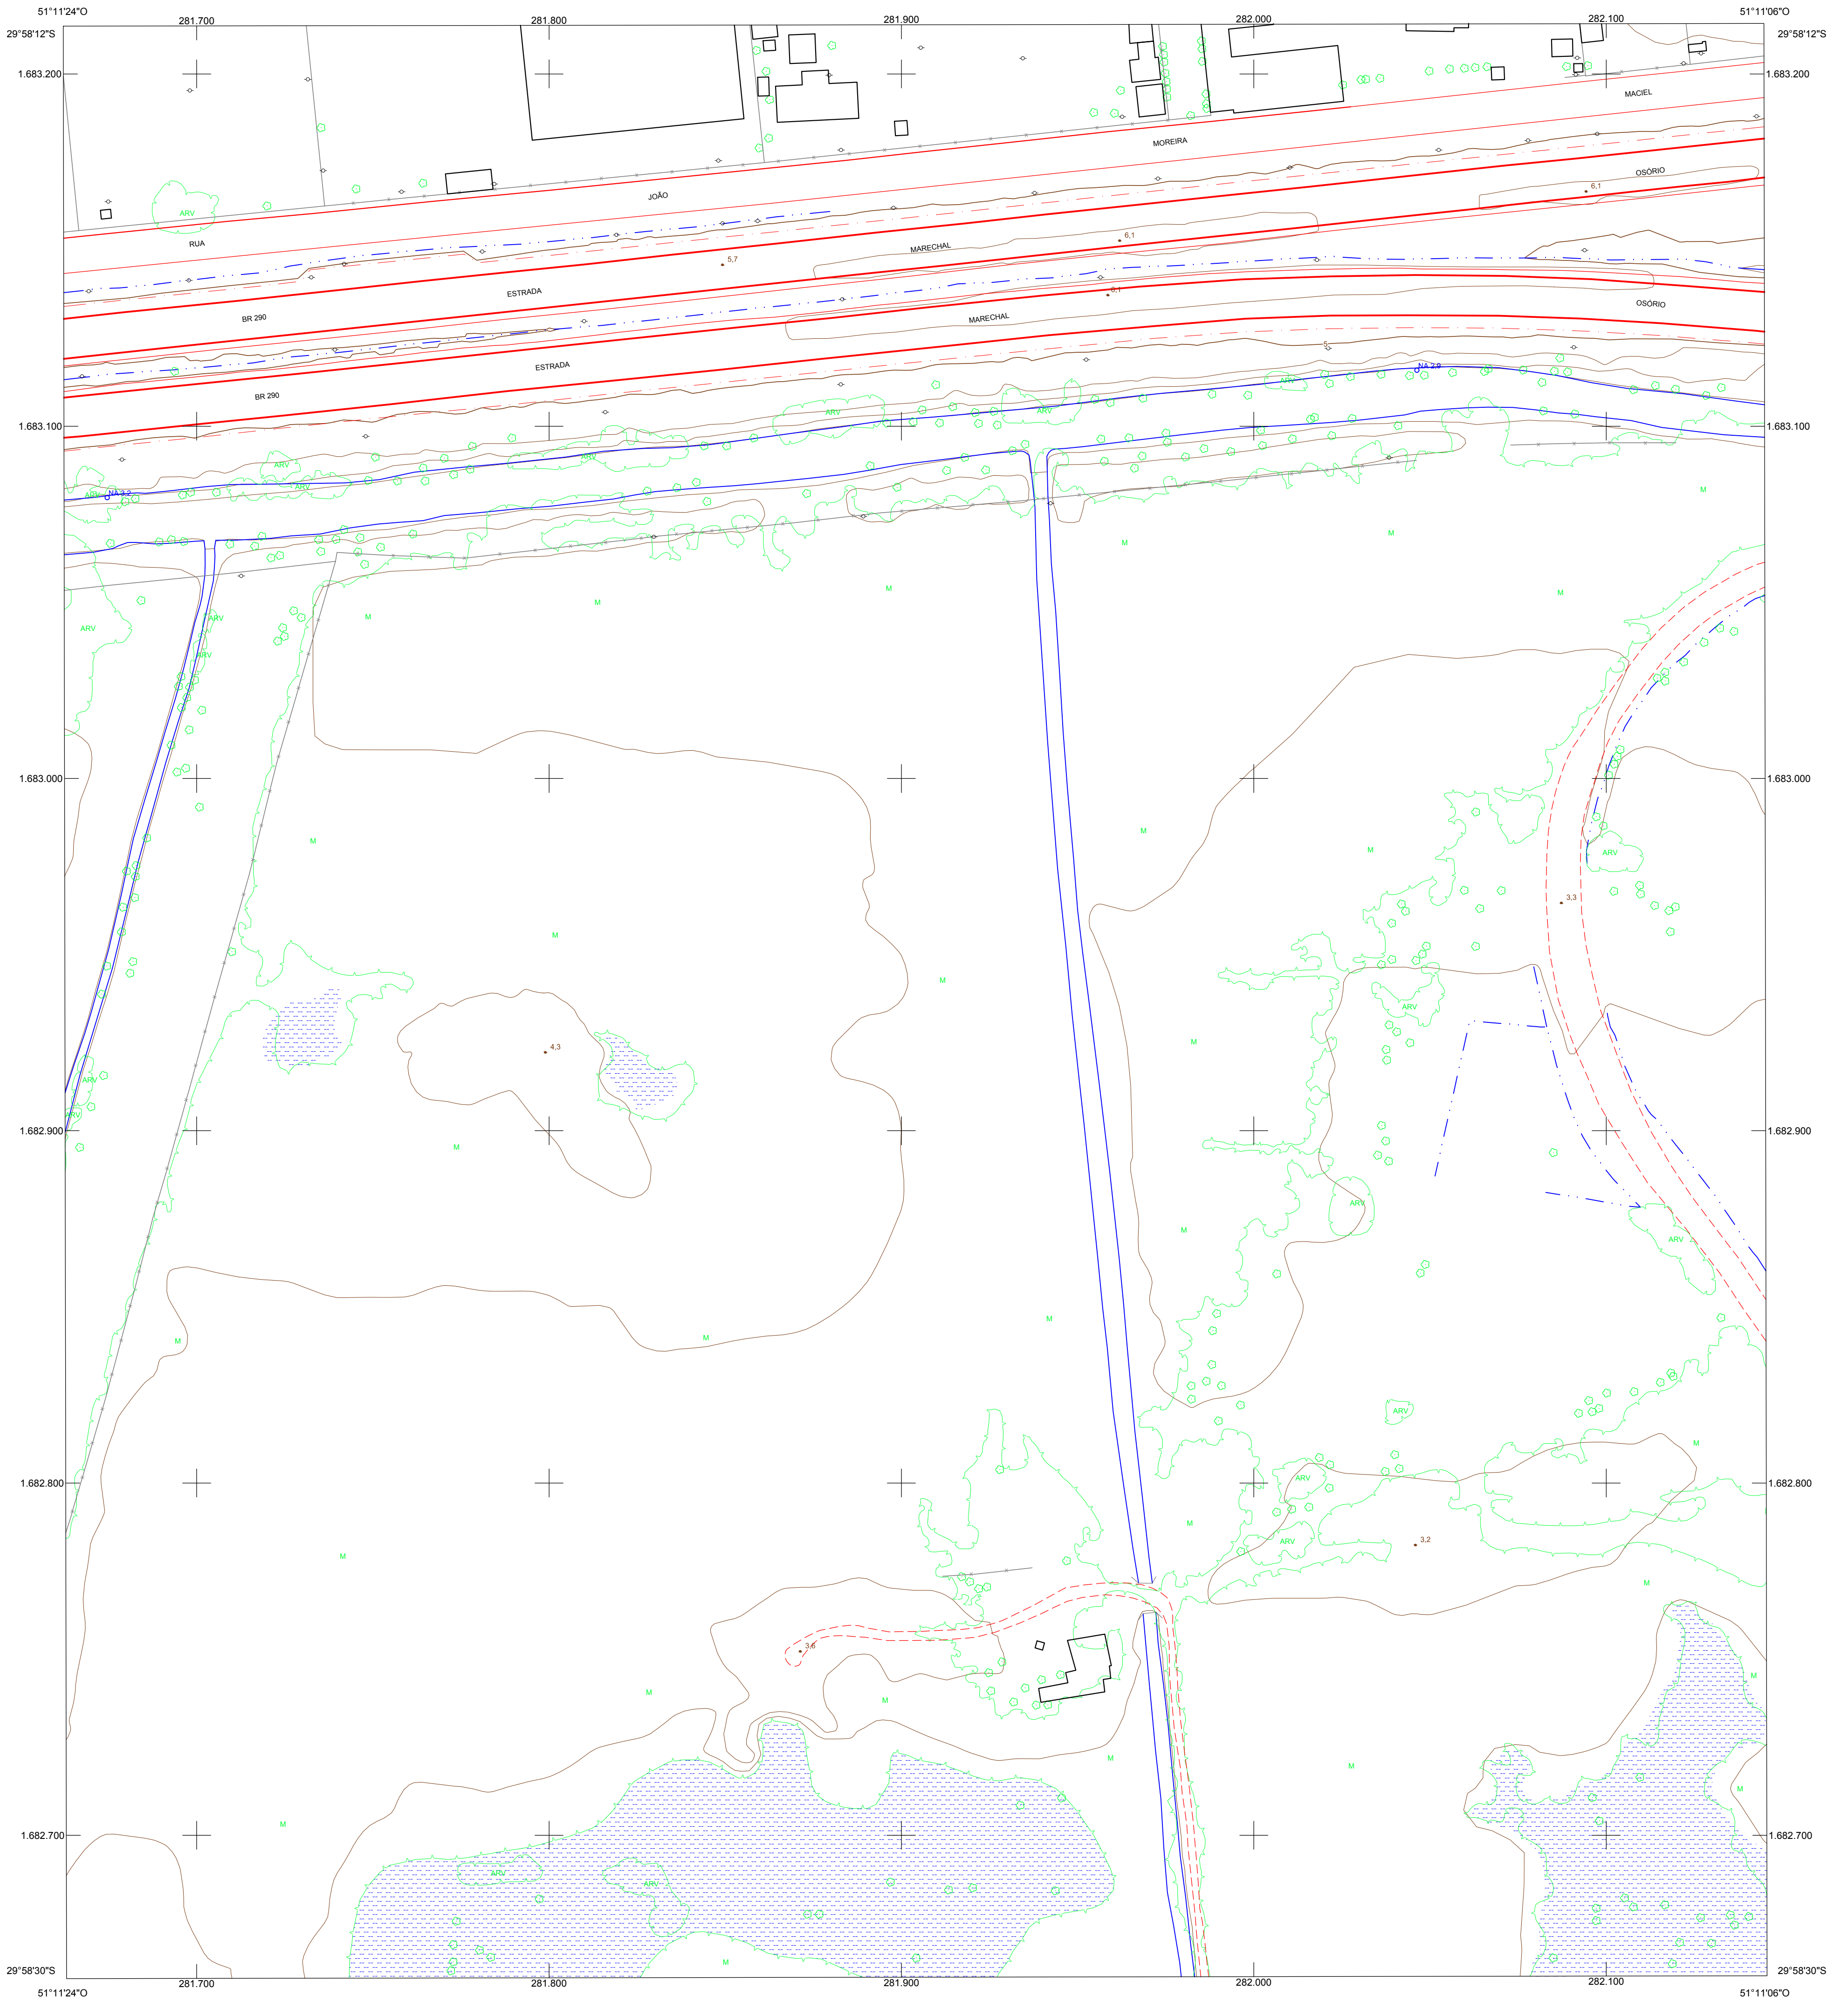 51°11'24"O
51°11'06"O
281.700 281.800 281.900 282.000 282.100
29°58'12"S
29°58'12"S
1.683.200
1.683.200
MACIEL
MOREIRA
JOÃO
RUA
ARV
OSÓRIO
6,1
MARECHAL
6,1
5,7
ESTRADA
BR 290
6,1
OSÓRIO
MARECHAL
5
ESTRADA
BR 290
NA 2,9
ARV
ARV
ARV
1.683.100
1.683.100
ARV
ARV
ARV
ARV
NA 3,2
M
M
M
M
M
M
M
ARV
ARV
ARV
1.683.000
1.683.000
M
M
M
ARV
3,3
M
M
ARV
M
4,3
ARV
ARV
1.682.900
1.682.900
M
ARV
M
ARV
M
M
M
ARV
M
1.682.800
1.682.800
ARV
M
ARV
3,2
M
M
3,6
M
M
M
M
M
M
M
1.682.700
1.682.700
ARV
ARV
M
29°58'30"S
29°58'30"S
281.700 281.800 281.900 282.000 282.100
51°11'24"O
51°11'06"O